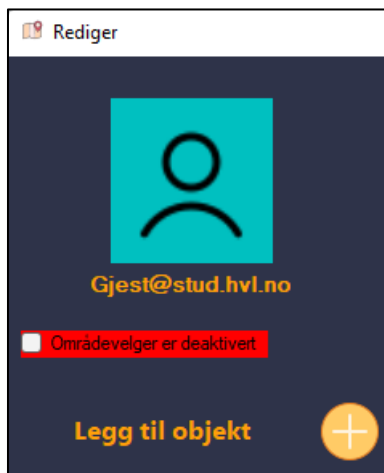 Rediger
Gjest@stud.hvl.no
Områdevelger er deaktivert
Legg til objekt